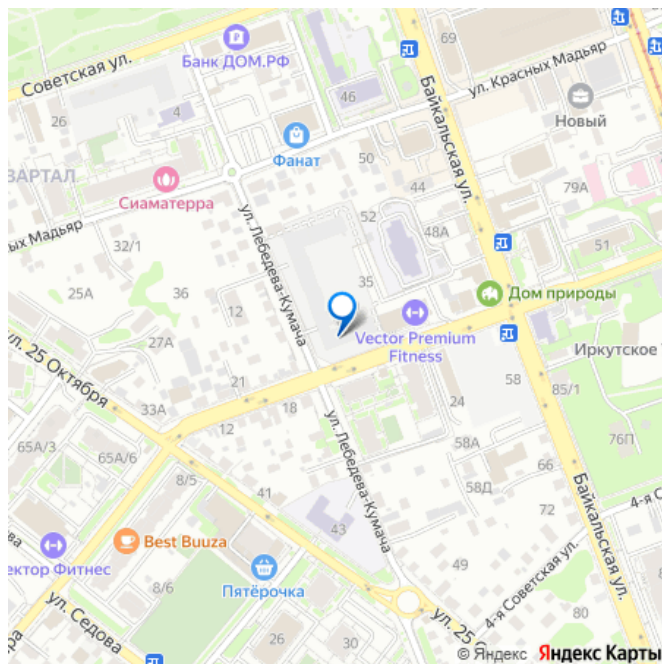 Советская ул.
Банк ДОМ.РФ
69
Байкальская ул.
ул. Красных Мадьяр
26
4
46
Новый
Фанат
50
ВАРТАЛ
Сиаматерра
44
79А
ых Мадьяр
32/1
ул. Лебедева-Кумача
52
48А
51
25А
36
12
35
Дом природы
Vector Premium
Fitness
27А
ул. 25 Октября
Иркутское
21
33А
18
12
58
85/1
24
65А/3
65А/6
ул. Лебедева-Кумача
58А
76П
8/5
41
66
58Д
72
Байкальская ул.
4-я Со
43
Best Buuza
ектор Фитнес
Пятёрочка
49
4-я Советская ул.
8/6
ул. Седова
80
26
30
ул. 25 О
© Яндекс Яндекс Карты